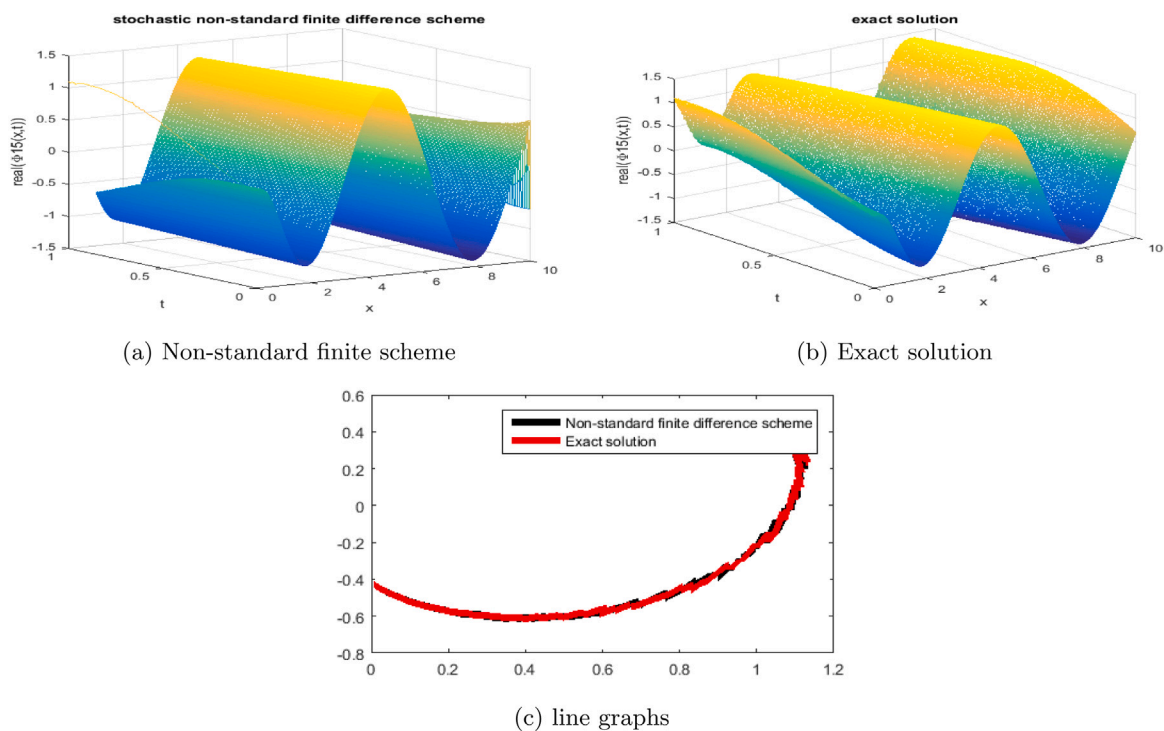 stochastic non-standard finite difference scheme
real(Φ15(x,t))
1.5
1
0.5
0
-0.5
-1
-1.5
1
0.5
0
t
0
2
4
6
8
10
x
(a) Non-standard finite scheme
exact solution
real(Φ15(x,t))
1.5
1
0.5
0
-0.5
-1
-1.5
1
0.5
0
t
0
2
4
6
8
10
x
(b) Exact solution
0.6
0.4
0.2
0
-0.2
-0.4
-0.6
-0.8
Non-standard finite difference scheme
Exact solution
0 0.2 0.4 0.6 0.8 1 1.2
(c) line graphs